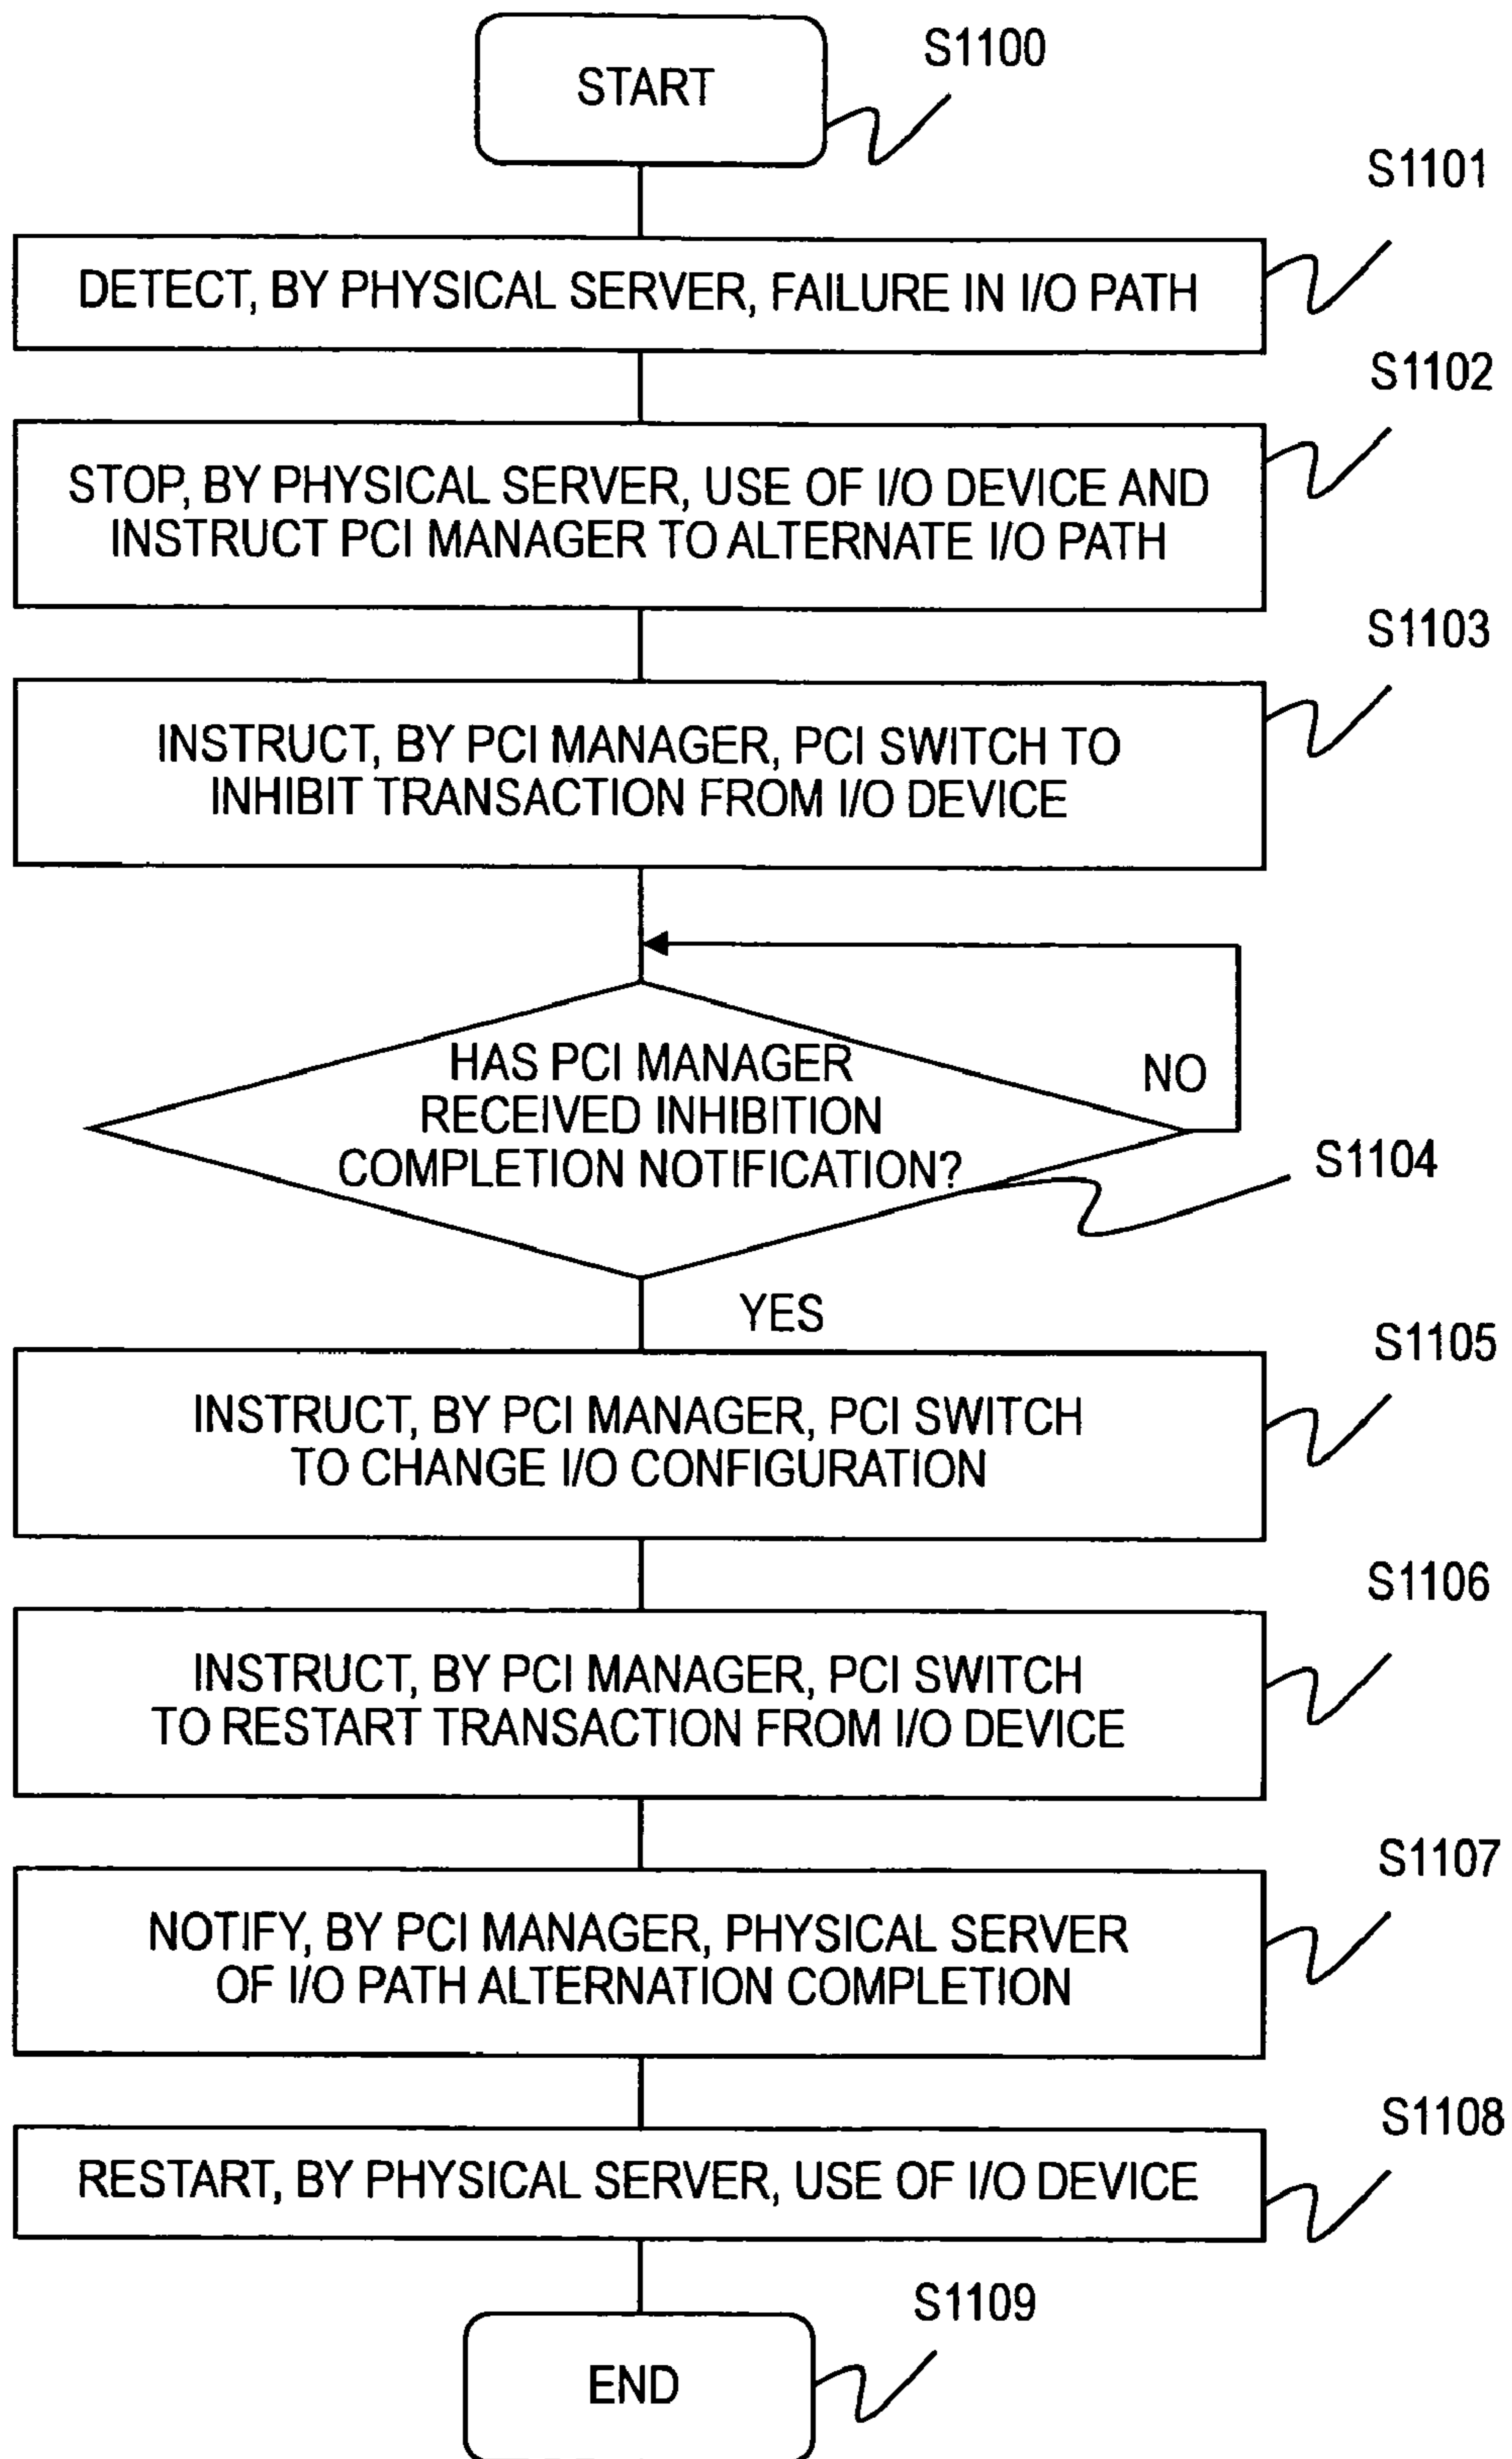 START
S1100
S1101
DETECT, BY PHYSICAL SERVER, FAILURE IN I/O PATH
S1102
STOP, BY PHYSICAL SERVER, USE OF I/O DEVICE AND
INSTRUCT PCI MANAGER TO ALTERNATE I/O PATH
S1103
INSTRUCT, BY PCI MANAGER, PCI SWITCH TO
INHIBIT TRANSACTION FROM I/O DEVICE
HAS PCI MANAGER
RECEIVED INHIBITION
COMPLETION NOTIFICATION?
NO
S1104
YES
S1105
INSTRUCT, BY PCI MANAGER, PCI SWITCH
TO CHANGE I/O CONFIGURATION
S1106
INSTRUCT, BY PCI MANAGER, PCI SWITCH
TO RESTART TRANSACTION FROM I/O DEVICE
S1107
NOTIFY, BY PCI MANAGER, PHYSICAL SERVER
OF I/O PATH ALTERNATION COMPLETION
S1108
RESTART, BY PHYSICAL SERVER, USE OF I/O DEVICE
S1109
END